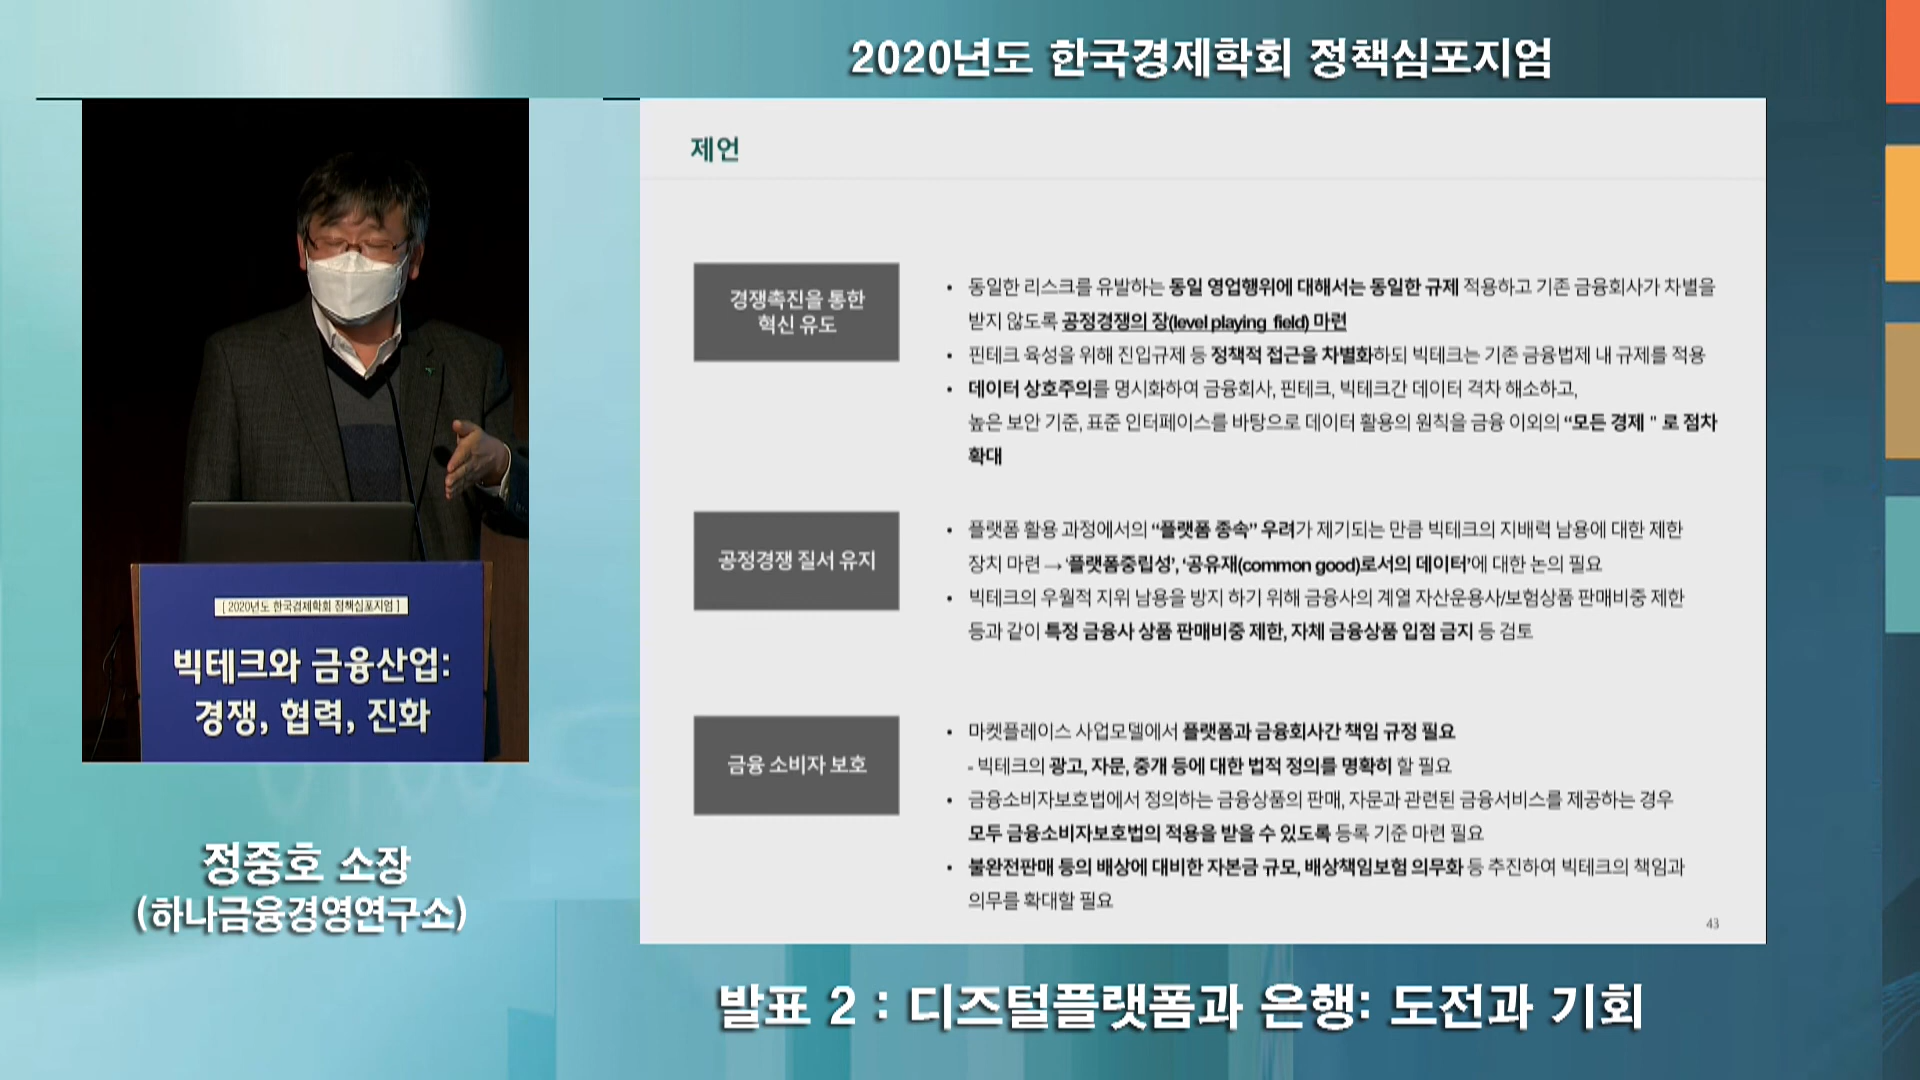 2020년도 한국경제학회 정책심포지엄
제언
경쟁촉진을 통한
혁신 유도
• 동일한 리스크를 유발하는 동일 영업행위에 대해서는 동일한 규제 적용하고 기존 금융회사가 차별을
받지 않도록 공정경쟁의 장(level playing field) 마련
• 핀테크 육성을 위해 진입규제 등 정책적 접근을 차별화하되 빅테크는 기존 금융법제 내 규제를 적용
• 데이터 상호주의를 명시화하여 금융회사, 핀테크, 빅테크간 데이터 격차 해소하고,
높은 보안 기준, 표준 인터페이스를 바탕으로 데이터 활용의 원칙을 금융 이외의 “모든 경제 " 로 점차
확대
공정경쟁 질서 유지
• 플랫폼 활용 과정에서의 “플랫폼 종속” 우려가 제기되는 만큼 빅테크의 지배력 남용에 대한 제한
장치 마련 → ‘플랫폼중립성’, ‘공유재(common good)로서의 데이터’에 대한 논의 필요
• 빅테크의 우월적 지위 남용을 방지 하기 위해 금융사의 계열 자산운용사/보험상품 판매비중 제한
등과 같이 특정 금융사 상품 판매비중 제한, 자체 금융상품 입점 금지 등 검토
금융 소비자 보호
• 마켓플레이스 사업모델에서 플랫폼과 금융회사간 책임 규정 필요
- 빅테크의 광고, 자문, 중개 등에 대한 법적 정의를 명확히 할 필요
• 금융소비자보호법에서 정의하는 금융상품의 판매, 자문과 관련된 금융서비스를 제공하는 경우
모두 금융소비자보호법의 적용을 받을 수 있도록 등록 기준 마련 필요
• 불완전판매 등의 배상에 대비한 자본금 규모, 배상책임보험 의무화 등 추진하여 빅테크의 책임과
의무를 확대할 필요
43
[ 2020년도 한국경제학회 정책심포지엄 ]
빅테크와 금융산업:
경쟁, 협력, 진화
정중호 소장
(하나금융경영연구소)
발표 2 : 디즈털플랫폼과 은행: 도전과 기회